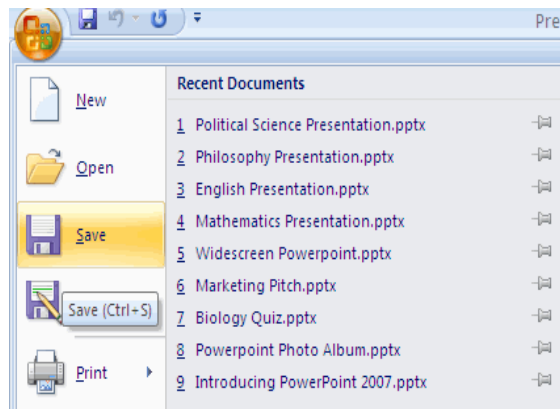 Pre
Recent Documents
New
Open
Save
Save (Ctrl+S)
Print
1 Political Science Presentation.pptx
2 Philosophy Presentation.pptx
3 English Presentation.pptx
4 Mathematics Presentation.pptx
5 Widescreen Powerpoint.pptx
6 Marketing Pitch.pptx
7 Biology Quiz.pptx
8 Powerpoint Photo Album.pptx
9 Introducing PowerPoint 2007.pptx